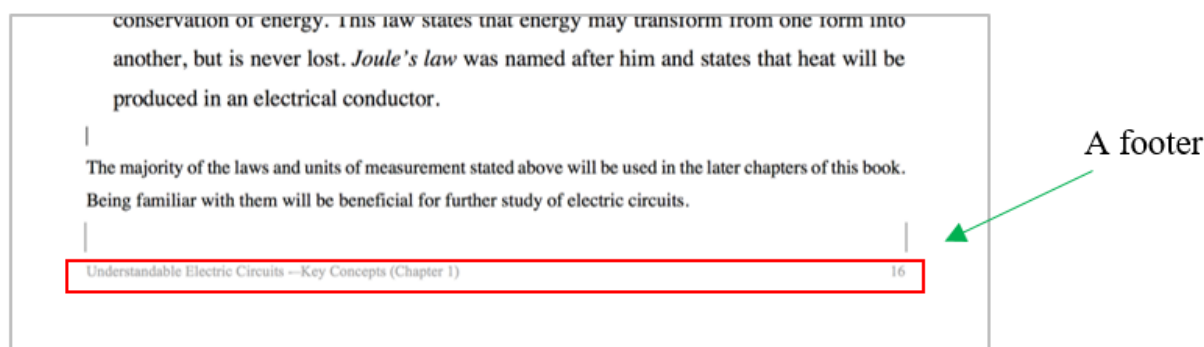 conservation of energy. This law states that energy may transform from one form into
another, but is never lost. Joule’s law was named after him and states that heat will be
produced in an electrical conductor.
The majority of the laws and units of measurement stated above will be used in the later chapters of this book.
Being familiar with them will be beneficial for further study of electric circuits.
A footer
Understandable Electric Circuits —Key Concepts (Chapter 1) 16